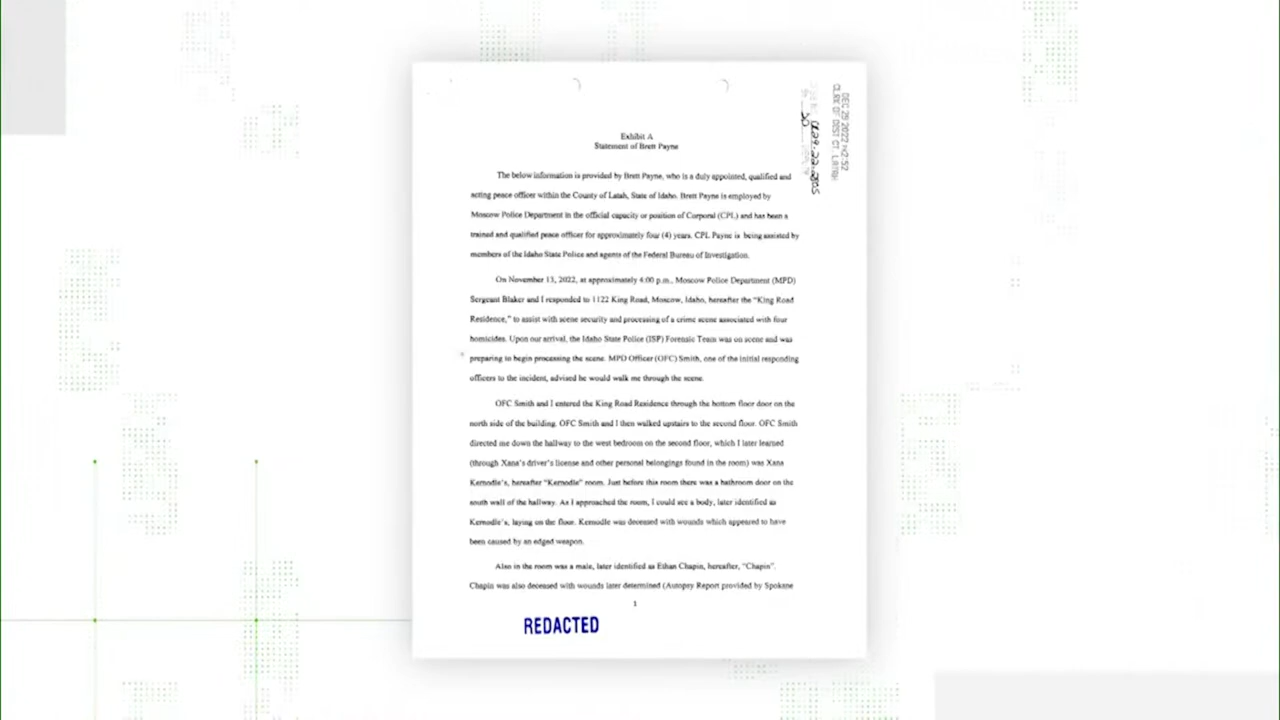 DEC 29 2022 PM2:52
CLRK OF DIST CT, LATAH
CR29-22-2805
Exhibit A
Statement of Brett Payne
The below information is provided by Brett Payne, who is a duly appointed, qualified and
acting peace officer within the County of Latah, State of Idaho. Brett Payne is employed by
Moscow Police Department in the official capacity or position of Corporal (CPL) and has been a
trained and qualified peace officer for approximately four (4) years. CPL Payne is being assisted by
members of the Idaho State Police and agents of the Federal Bureau of Investigation.
On November 13, 2022, at approximately 4:00 p.m., Moscow Police Department (MPD)
Sergeant Blaker and I responded to 1122 King Road, Moscow, Idaho, hereafter the "King Road
Residence," to assist with scene security and processing of a crime scene associated with four
homicides. Upon our arrival, the Idaho State Police (ISP) Forensic Team was on scene and was
preparing to begin processing the scene. MPD Officer (OFC) Smith, one of the initial responding
officers to the incident, advised he would walk me through the scene.
OFC Smith and I entered the King Road Residence through the bottom floor door on the
north side of the building. OFC Smith and I then walked upstairs to the second floor. OFC Smith
directed me down the hallway to the west bedroom on the second floor, which I later learned
(through Xana's driver's license and other personal belongings found in the room) was Xana
Kernodle's, hereafter "Kernodle" room. Just before this room there was a bathroom door on the
south wall of the hallway. As I approached the room, I could see a body, later identified as
Kernodle's, laying on the floor. Kernodle was deceased with wounds which appeared to have
been caused by an edged weapon.
Also in the room was a male, later identified as Ethan Chapin, hereafter, "Chapin".
Chapin was also deceased with wounds later determined (Autopsy Report provided by Spokane
1
REDACTED